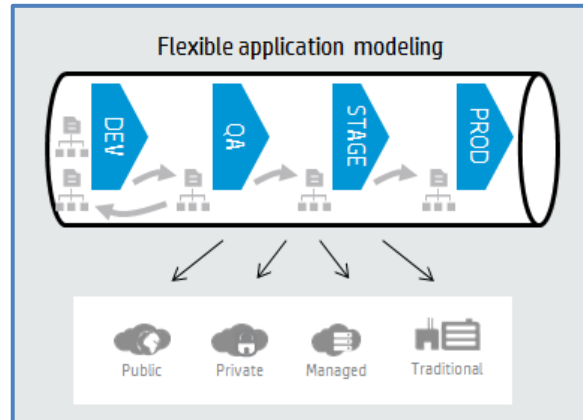 Flexible application modeling
DEV
QA
STAGE
PROD
Public
Private
Managed
Traditional